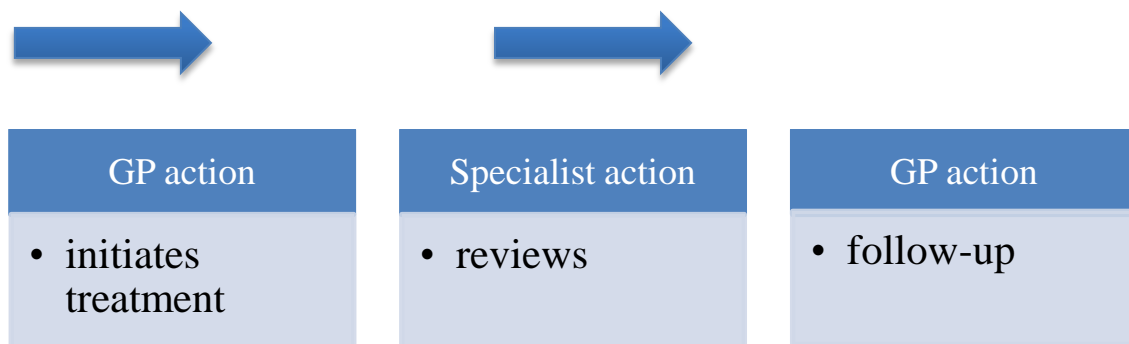 GP action
• initiates
treatment
Specialist action
• reviews
GP action
• follow-up